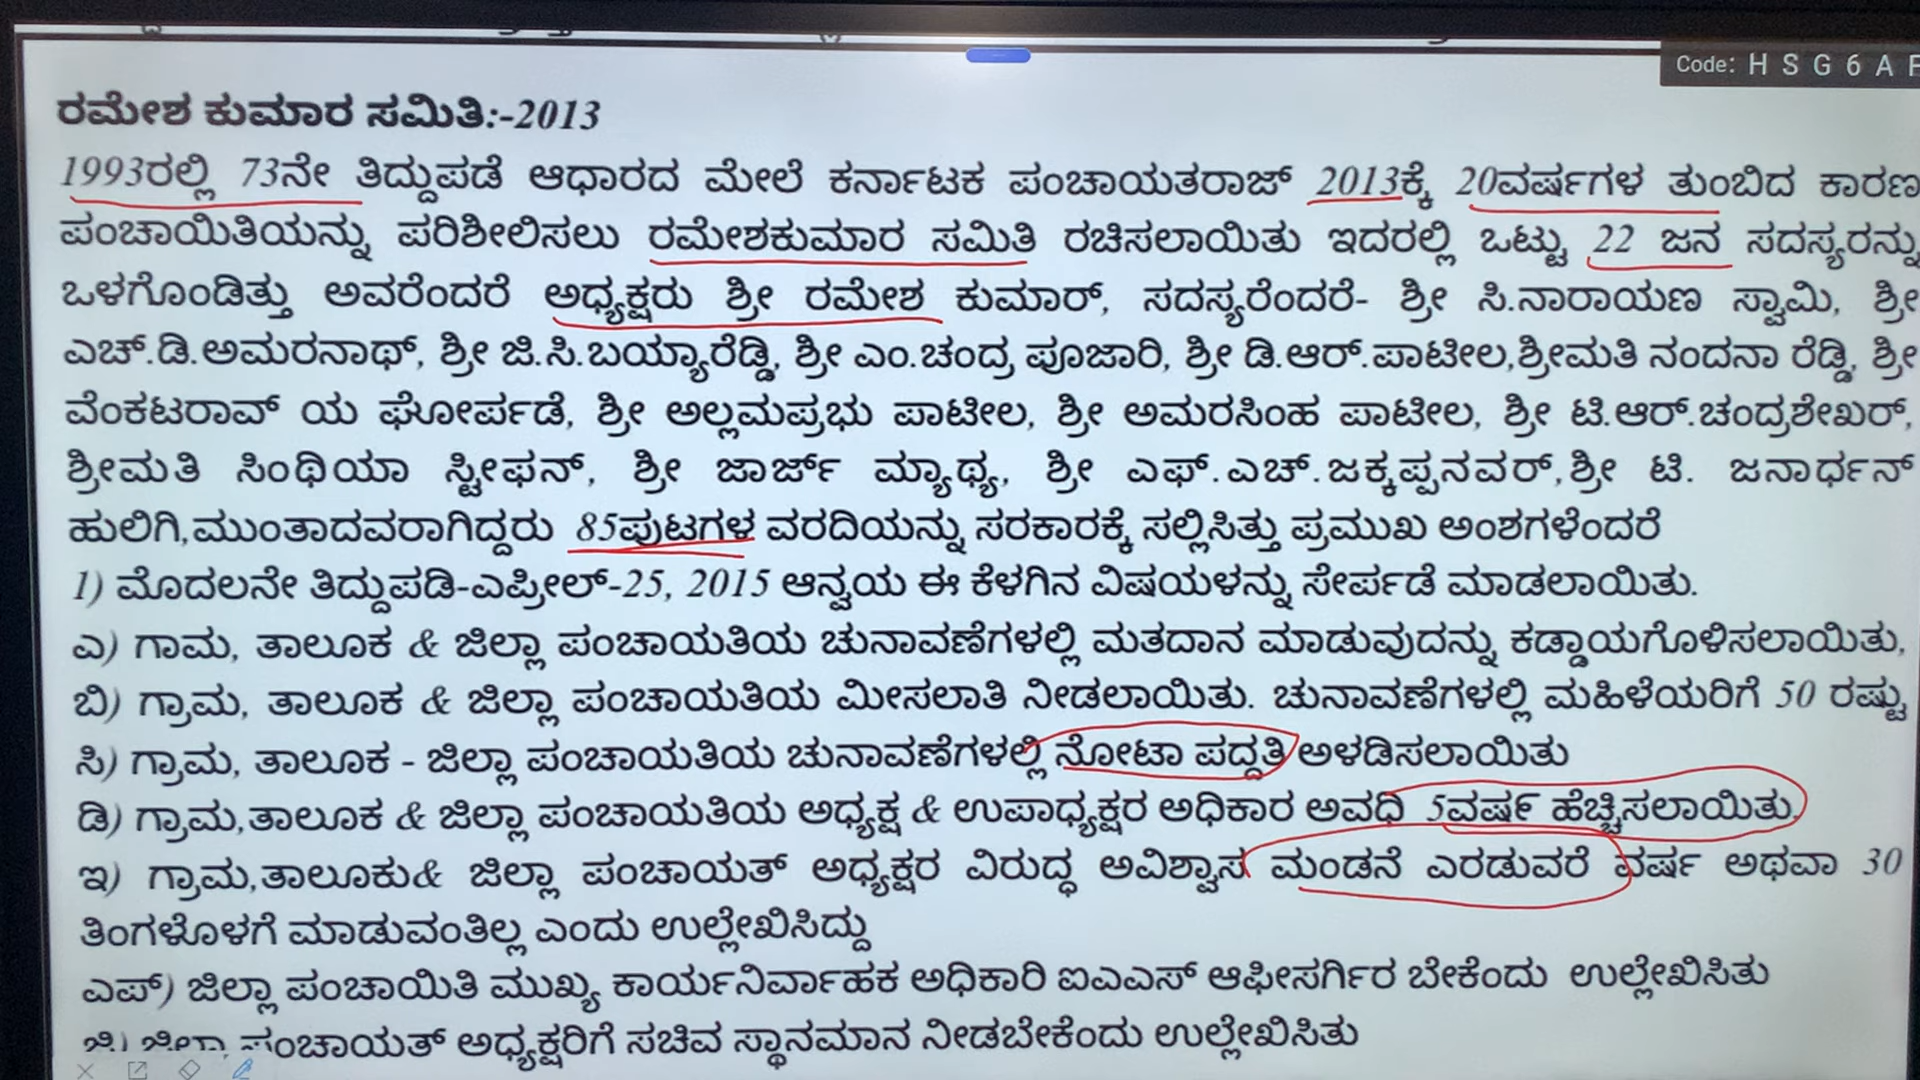 Code: H S G 6 A F
ರಮೇಶ ಕುಮಾರ ಸಮಿತಿ:-2013
1993ರಲ್ಲಿ 73ನೇ ತಿದ್ದುಪಡೆ ಆಧಾರದ ಮೇಲೆ ಕರ್ನಾಟಕ ಪಂಚಾಯತರಾಜ್ 2013ಕ್ಕೆ 20ವರ್ಷಗಳ ತುಂಬಿದ ಕಾರಣ
ಪಂಚಾಯಿತಿಯನ್ನು ಪರಿಶೀಲಿಸಲು ರಮೇಶಕುಮಾರ ಸಮಿತಿ ರಚಿಸಲಾಯಿತು ಇದರಲ್ಲಿ ಒಟ್ಟು 22 ಜನ ಸದಸ್ಯರನ್ನು
ಒಳಗೊಂಡಿತ್ತು ಅವರೆಂದರೆ ಅಧ್ಯಕ್ಷರು ಶ್ರೀ ರಮೇಶ ಕುಮಾರ್, ಸದಸ್ಯರೆಂದರೆ- ಶ್ರೀ ಸಿ.ನಾರಾಯಣ ಸ್ವಾಮಿ, ಶ್ರೀ
ಎಚ್.ಡಿ.ಅಮರನಾಥ್, ಶ್ರೀ ಜಿ.ಸಿ.ಬಯ್ಯಾರೆಡ್ಡಿ, ಶ್ರೀ ಎಂ.ಚಂದ್ರ ಪೂಜಾರಿ, ಶ್ರೀ ಡಿ.ಆರ್.ಪಾಟೀಲ,ಶ್ರೀಮತಿ ನಂದನಾ ರೆಡ್ಡಿ, ಶ್ರೀ
ವೆಂಕಟರಾವ್ ಯ ಘೋರ್ಪಡೆ, ಶ್ರೀ ಅಲ್ಲಮಪ್ರಭು ಪಾಟೀಲ, ಶ್ರೀ ಅಮರಸಿಂಹ ಪಾಟೀಲ, ಶ್ರೀ ಟಿ.ಆರ್.ಚಂದ್ರಶೇಖರ್,
ಶ್ರೀಮತಿ ಸಿಂಥಿಯಾ ಸ್ಟೀಫನ್, ಶ್ರೀ ಜಾರ್ಜ್ ಮ್ಯಾಥ್ಯ, ಶ್ರೀ ಎಫ್.ಎಚ್.ಜಕ್ಕಪ್ಪನವರ್,ಶ್ರೀ ಟಿ. ಜನಾರ್ಧನ್
ಹುಲಿಗಿ,ಮುಂತಾದವರಾಗಿದ್ದರು 85ಪುಟಗಳ ವರದಿಯನ್ನು ಸರಕಾರಕ್ಕೆ ಸಲ್ಲಿಸಿತ್ತು ಪ್ರಮುಖ ಅಂಶಗಳೆಂದರೆ
1) ಮೊದಲನೇ ತಿದ್ದುಪಡಿ-ಎಪ್ರೀಲ್-25, 2015 ಆನ್ವಯ ಈ ಕೆಳಗಿನ ವಿಷಯಳನ್ನು ಸೇರ್ಪಡೆ ಮಾಡಲಾಯಿತು.
ಎ) ಗಾಮ, ತಾಲೂಕ & ಜಿಲ್ಲಾ ಪಂಚಾಯತಿಯ ಚುನಾವಣೆಗಳಲ್ಲಿ ಮತದಾನ ಮಾಡುವುದನ್ನು ಕಡ್ಡಾಯಗೊಳಿಸಲಾಯಿತು,
ಬಿ) ಗ್ರಾಮ, ತಾಲೂಕ & ಜಿಲ್ಲಾ ಪಂಚಾಯತಿಯ ಮೀಸಲಾತಿ ನೀಡಲಾಯಿತು. ಚುನಾವಣೆಗಳಲ್ಲಿ ಮಹಿಳೆಯರಿಗೆ 50 ರಷ್ಟು
ಸಿ) ಗ್ರಾಮ, ತಾಲೂಕ - ಜಿಲ್ಲಾ ಪಂಚಾಯತಿಯ ಚುನಾವಣೆಗಳಲ್ಲಿ ನೋಟಾ ಪದ್ದತಿ ಅಳಡಿಸಲಾಯಿತು
ಡಿ) ಗ್ರಾಮ,ತಾಲೂಕ & ಜಿಲ್ಲಾ ಪಂಚಾಯತಿಯ ಅಧ್ಯಕ್ಷ & ಉಪಾಧ್ಯಕ್ಷರ ಅಧಿಕಾರ ಅವಧಿ 5ವರ್ಷ ಹೆಚ್ಚಿಸಲಾಯಿತು.
ಇ) ಗ್ರಾಮ,ತಾಲೂಕು& ಜಿಲ್ಲಾ ಪಂಚಾಯತ್ ಅಧ್ಯಕ್ಷರ ವಿರುದ್ಧ ಅವಿಶ್ವಾಸ ಮಂಡನೆ ಎರಡುವರೆ ವರ್ಷ ಅಥವಾ 30
ತಿಂಗಳೊಳಗೆ ಮಾಡುವಂತಿಲ್ಲ ಎಂದು ಉಲ್ಲೇಖಿಸಿದ್ದು
ಎಪ್) ಜಿಲ್ಲಾ ಪಂಚಾಯಿತಿ ಮುಖ್ಯ ಕಾರ್ಯನಿರ್ವಾಹಕ ಅಧಿಕಾರಿ ಐಎಎಸ್ ಆಫೀಸರ್ಗಿರ ಬೇಕೆಂದು ಉಲ್ಲೇಖಿಸಿತು
ಪಂಚಾಯತ್ ಅಧ್ಯಕ್ಷರಿಗೆ ಸಚಿವ ಸ್ಥಾನಮಾನ ನೀಡಬೇಕೆಂದು ಉಲ್ಲೇಖಿಸಿತು